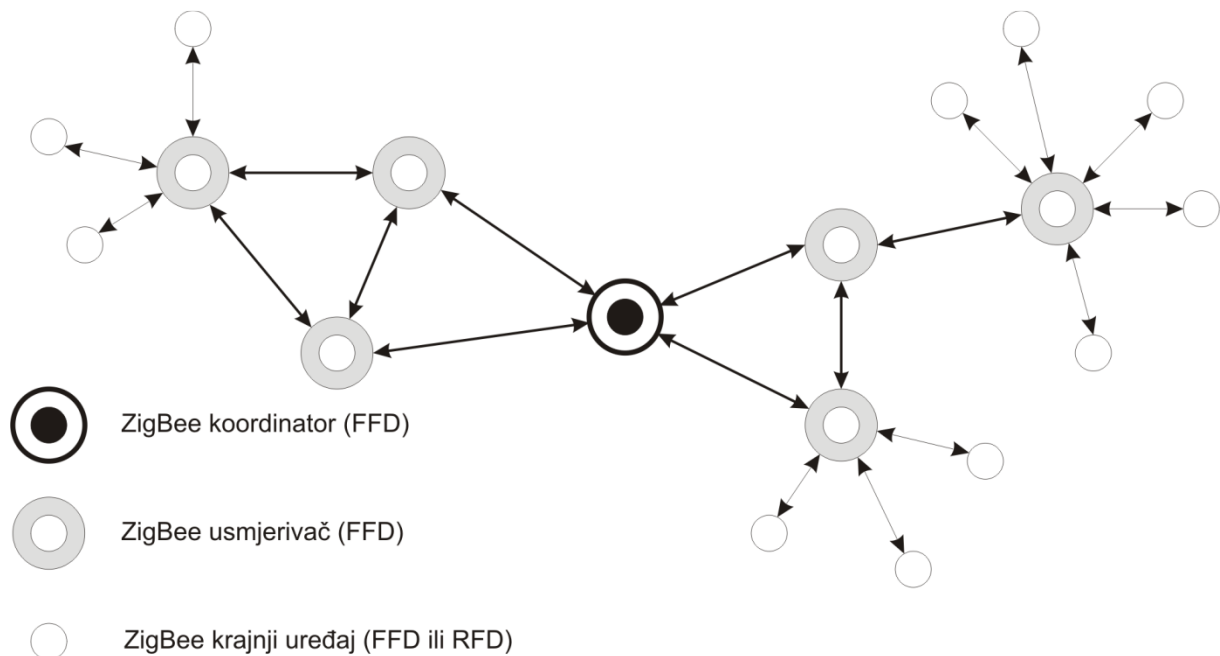 ZigBee koordinator (FFD)
ZigBee usmjerivač (FFD)
ZigBee krajnji uređaj (FFD ili RFD)